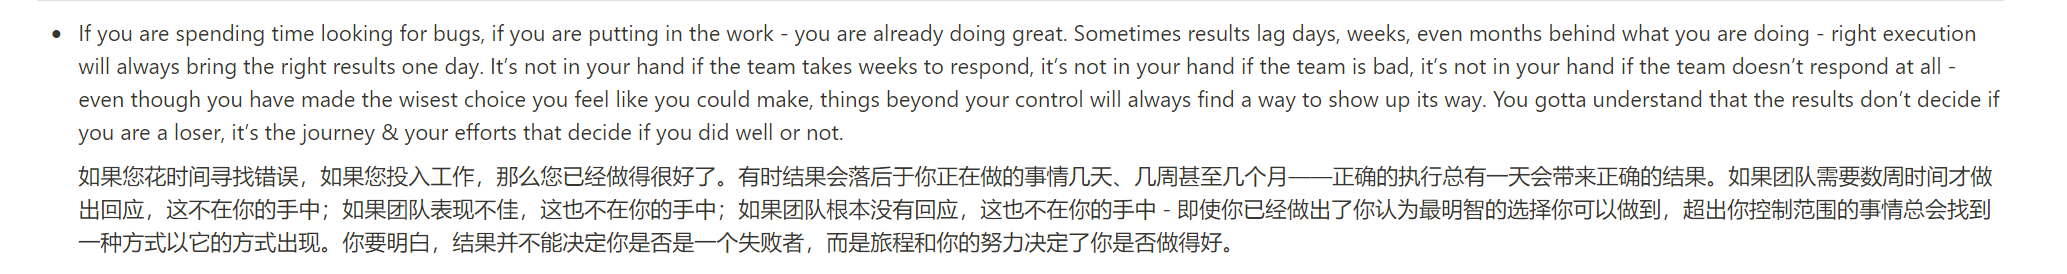 • If you are spending time looking for bugs, if you are putting in the work - you are already doing great. Sometimes results lag days, weeks, even months behind what you are doing - right execution
will always bring the right results one day. It’s not in your hand if the team takes weeks to respond, it’s not in your hand if the team is bad, it’s not in your hand if the team doesn’t respond at all -
even though you have made the wisest choice you feel like you could make, things beyond your control will always find a way to show up its way. You gotta understand that the results don’t decide if
you are a loser, it’s the journey & your efforts that decide if you did well or not.
如果您花时间寻找错误，如果您投入工作，那么您已经做得很好了。有时结果会落后于你正在做的事情几天、几周甚至几个月——正确的执行总有一天会带来正确的结果。如果团队需要数周时间才做
出回应，这不在你的手中；如果团队表现不佳，这也不在你的手中；如果团队根本没有回应，这也不在你的手中 - 即使你已经做出了你认为最明智的选择你可以做到，超出你控制范围的事情总会找到
一种方式以它的方式出现。你要明白，结果并不能决定你是否是一个失败者，而是旅程和你的努力决定了你是否做得好。